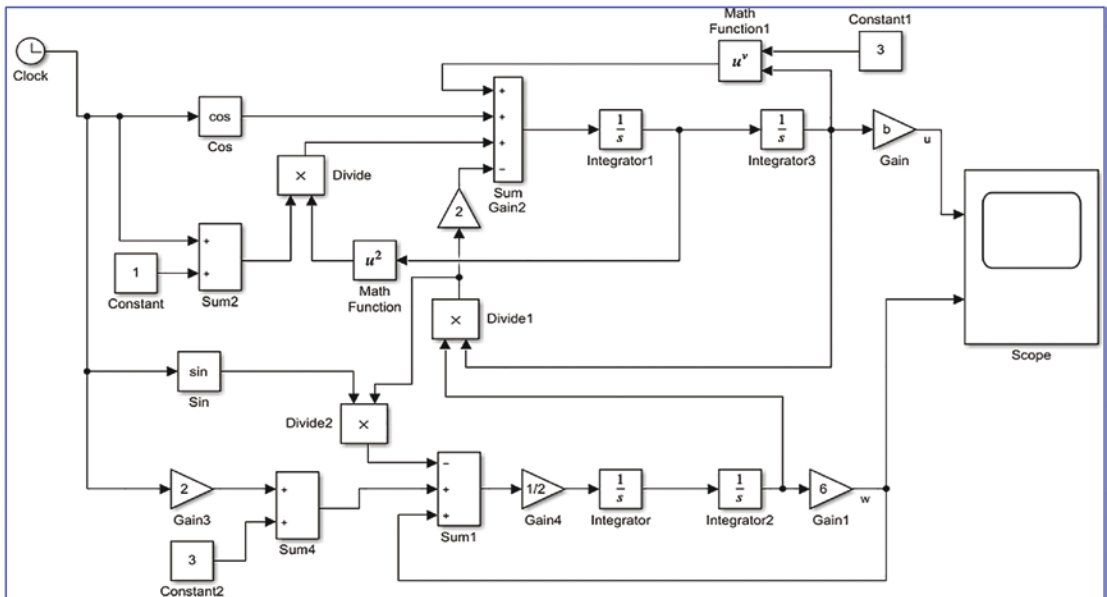 Math
Function1
Constant1
3
u^v
Clock
cos
Cos
+
+
+
−
1
s
Integrator1
1
s
Integrator3
b
Gain
u
×
Divide
Sum
Gain2
2
+
+
Sum2
1
Constant
u²
Math
Function
×
Divide1
Scope
sin
Sin
×
Divide2
2
Gain3
+
+
Sum4
3
Constant2
−
+
+
Sum1
1/2
Gain4
1
s
Integrator
1
s
Integrator2
6
Gain1
w